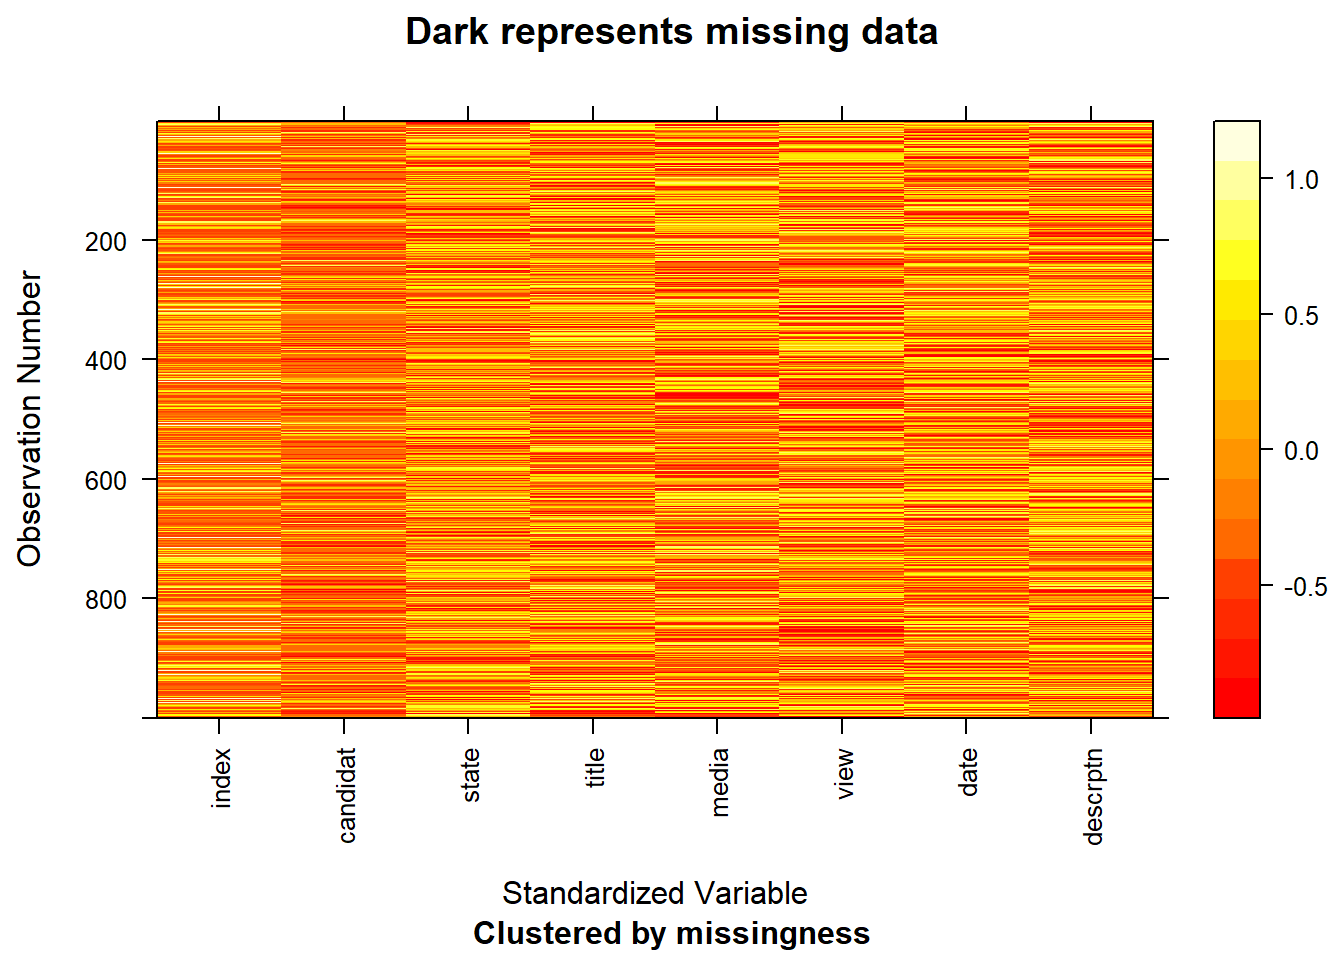 Dark represents missing data
Observation Number
200
400
600
800
1.0
0.5
0.0
-0.5
index
candidat
state
title
media
view
date
descrptn
Standardized Variable
Clustered by missingness